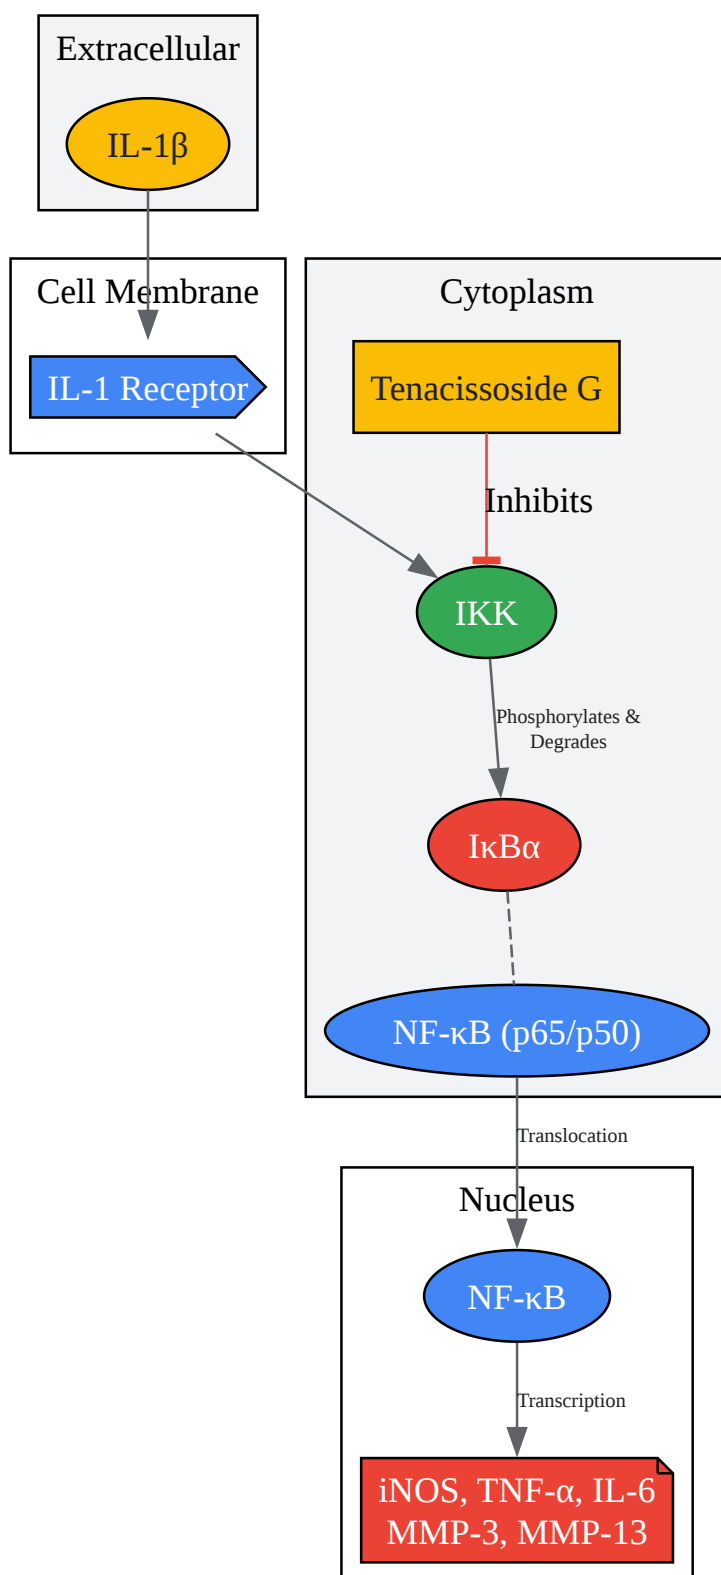 Extracellular
IL-1β
Cell Membrane
IL-1 Receptor
Cytoplasm
Tenacissoside G
Inhibits
IKK
Phosphorylates &
Degrades
IκBα
NF-κB (p65/p50)
Translocation
Nucleus
NF-κB
Transcription
iNOS, TNF-α, IL-6
MMP-3, MMP-13